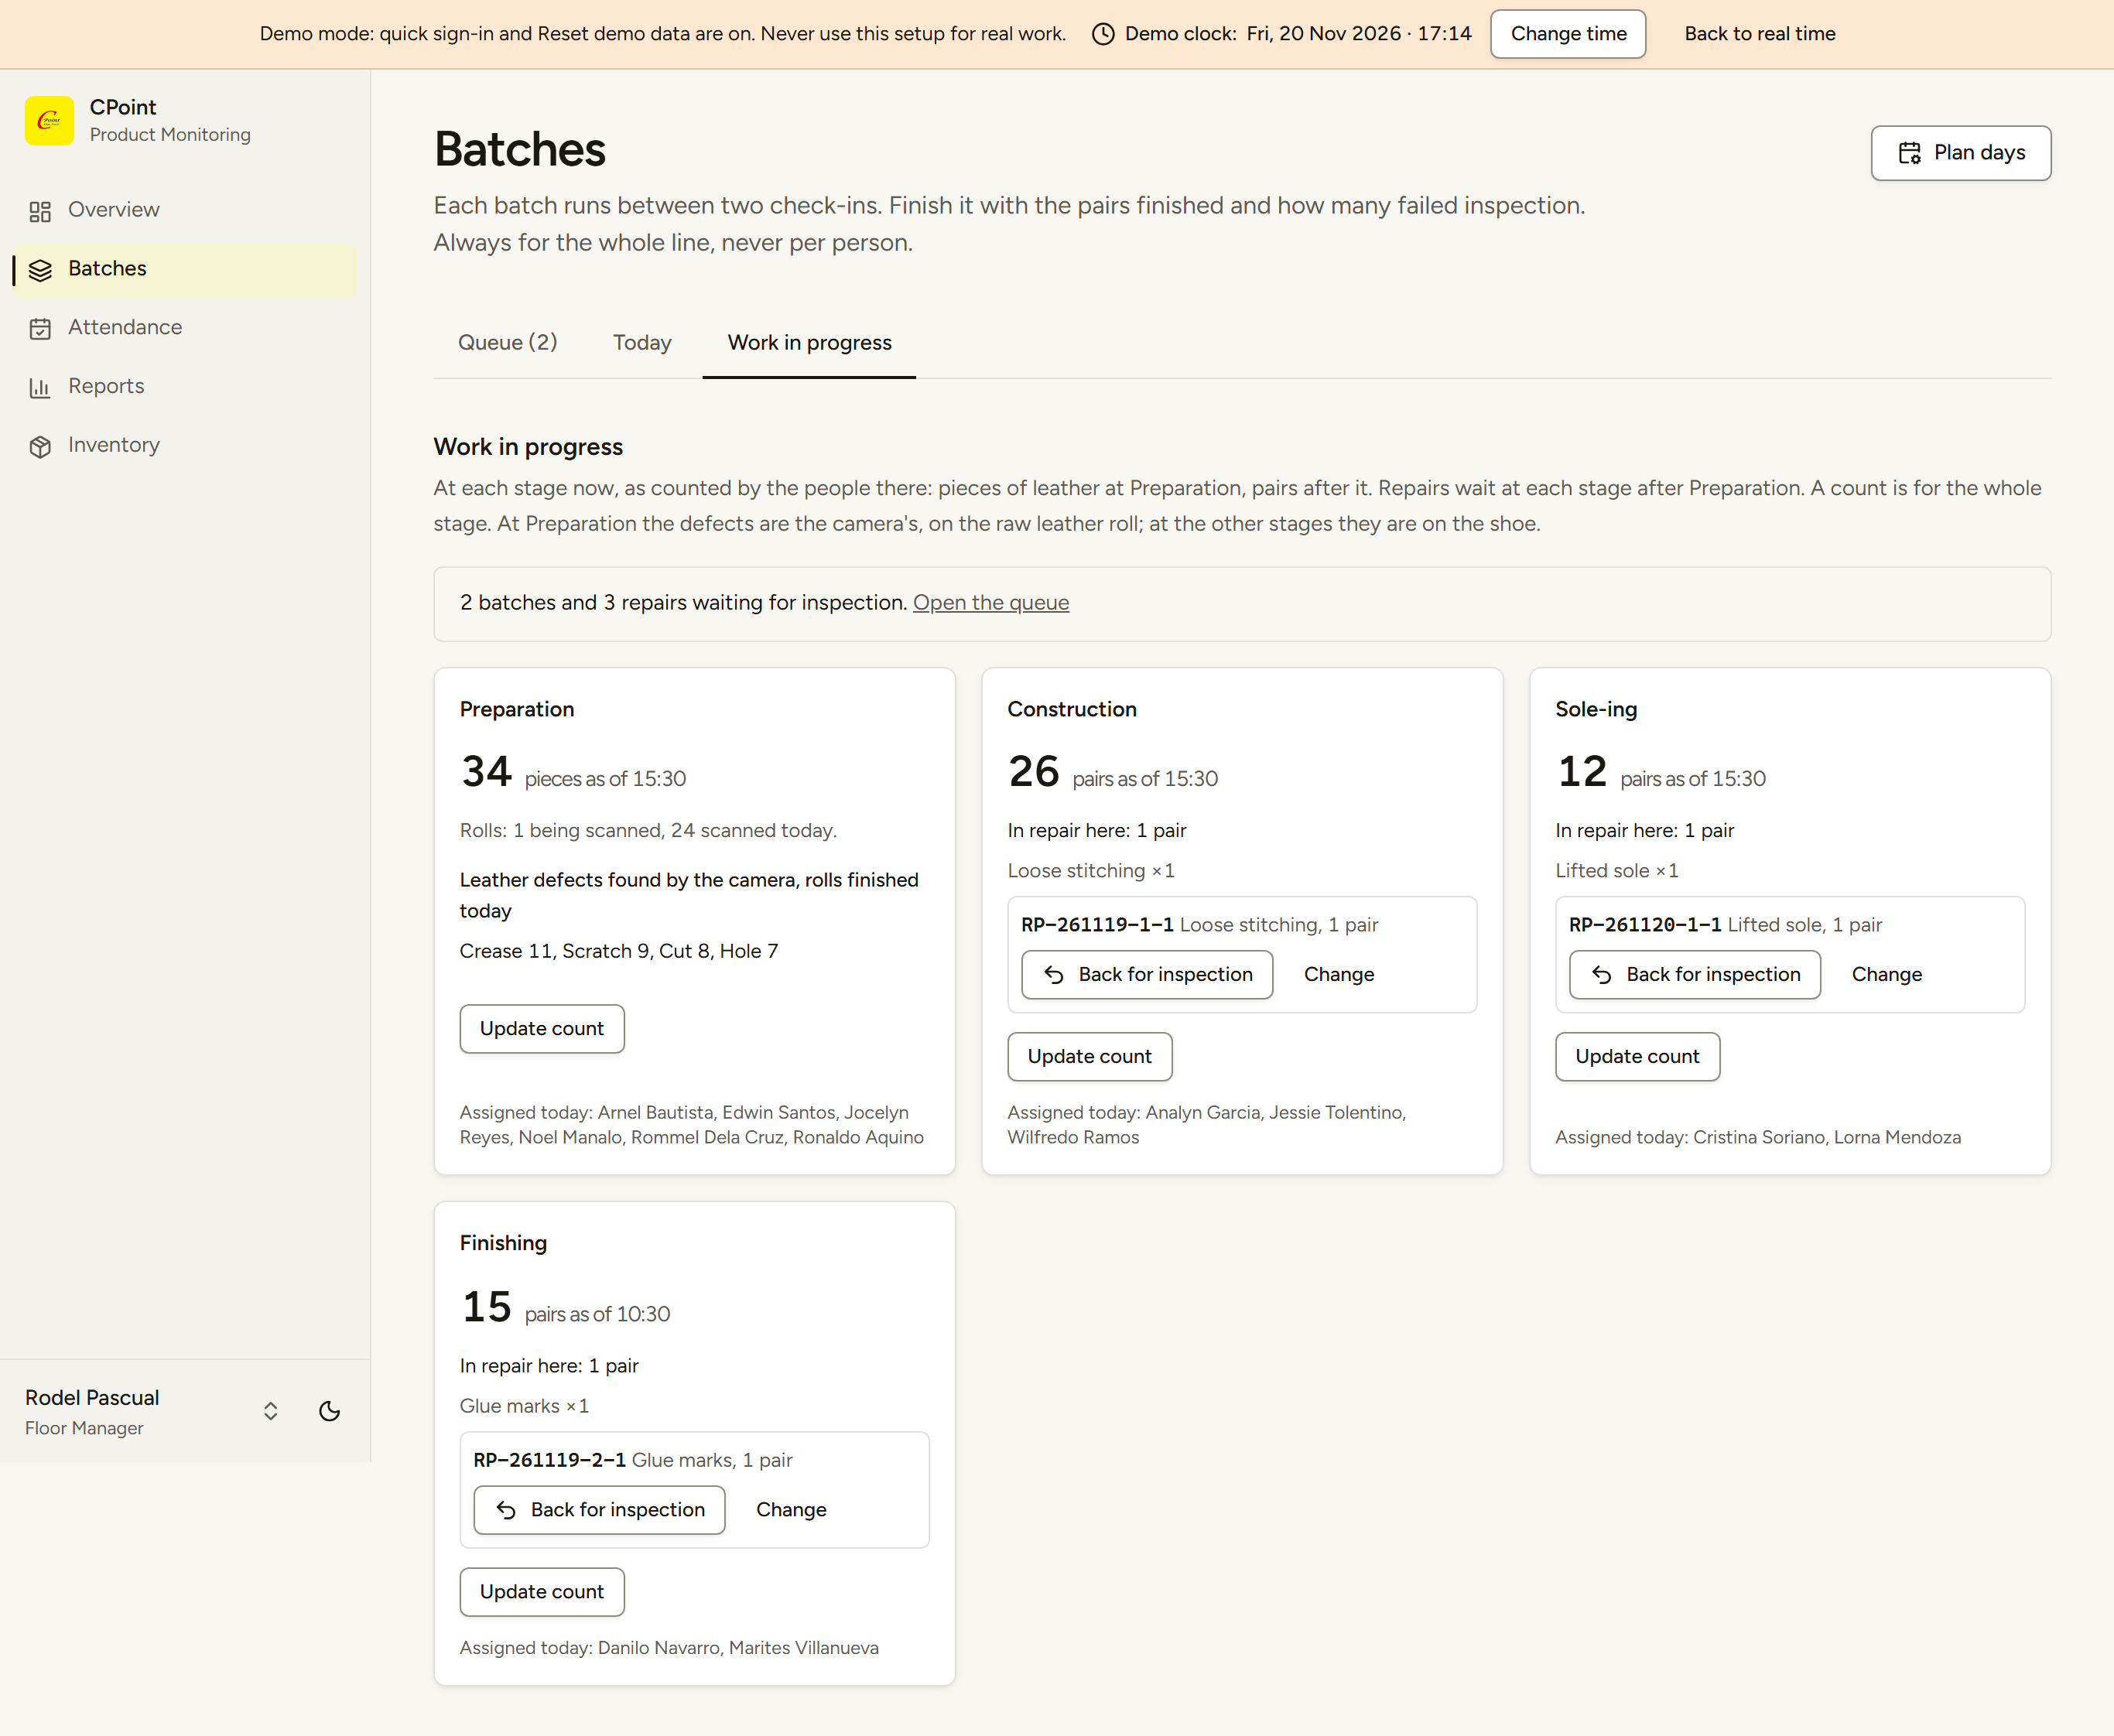 Demo mode: quick sign-in and Reset demo data are on. Never use this setup for real work.
Demo clock: Fri, 20 Nov 2026 · 17:14
Change time
Back to real time
C Point
CPoint
Product Monitoring
Overview
Batches
Attendance
Reports
Inventory
Rodel Pascual
Floor Manager
Batches
Plan days
Each batch runs between two check-ins. Finish it with the pairs finished and how many failed inspection.
Always for the whole line, never per person.
Queue (2)
Today
Work in progress
Work in progress
At each stage now, as counted by the people there: pieces of leather at Preparation, pairs after it. Repairs wait at each stage after Preparation. A count is for the whole
stage. At Preparation the defects are the camera's, on the raw leather roll; at the other stages they are on the shoe.
2 batches and 3 repairs waiting for inspection. Open the queue
Preparation
34 pieces as of 15:30
Rolls: 1 being scanned, 24 scanned today.
Leather defects found by the camera, rolls finished
today
Crease 11, Scratch 9, Cut 8, Hole 7
Update count
Assigned today: Arnel Bautista, Edwin Santos, Jocelyn
Reyes, Noel Manalo, Rommel Dela Cruz, Ronaldo Aquino
Construction
26 pairs as of 15:30
In repair here: 1 pair
Loose stitching ×1
RP-261119-1-1 Loose stitching, 1 pair
Back for inspection
Change
Update count
Assigned today: Analyn Garcia, Jessie Tolentino,
Wilfredo Ramos
Sole-ing
12 pairs as of 15:30
In repair here: 1 pair
Lifted sole ×1
RP-261120-1-1 Lifted sole, 1 pair
Back for inspection
Change
Update count
Assigned today: Cristina Soriano, Lorna Mendoza
Finishing
15 pairs as of 10:30
In repair here: 1 pair
Glue marks ×1
RP-261119-2-1 Glue marks, 1 pair
Back for inspection
Change
Update count
Assigned today: Danilo Navarro, Marites Villanueva